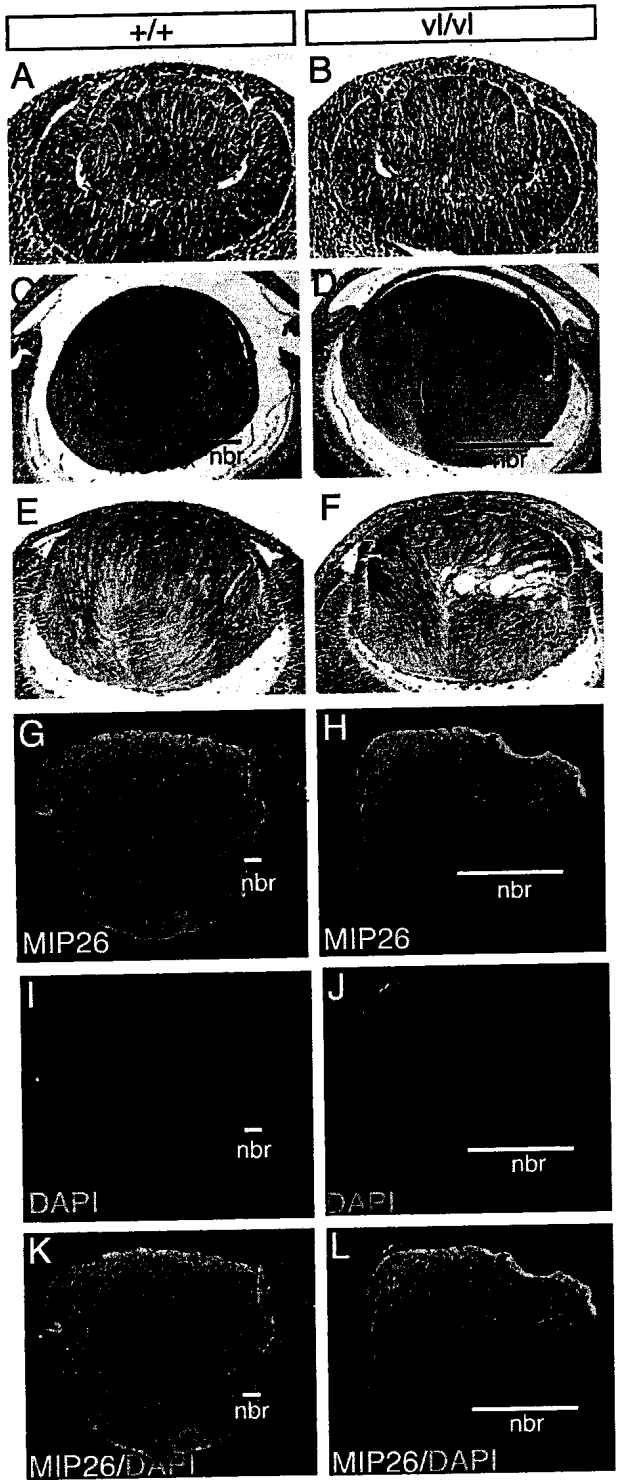 +/+ vl/vl
A B
C D
nbr nbr
E F
G H
nbr nbr
MIP26 MIP26
I J
nbr nbr
DAPI DAPI
K L
nbr nbr
MIP26/DAPI MIP26/DAPI